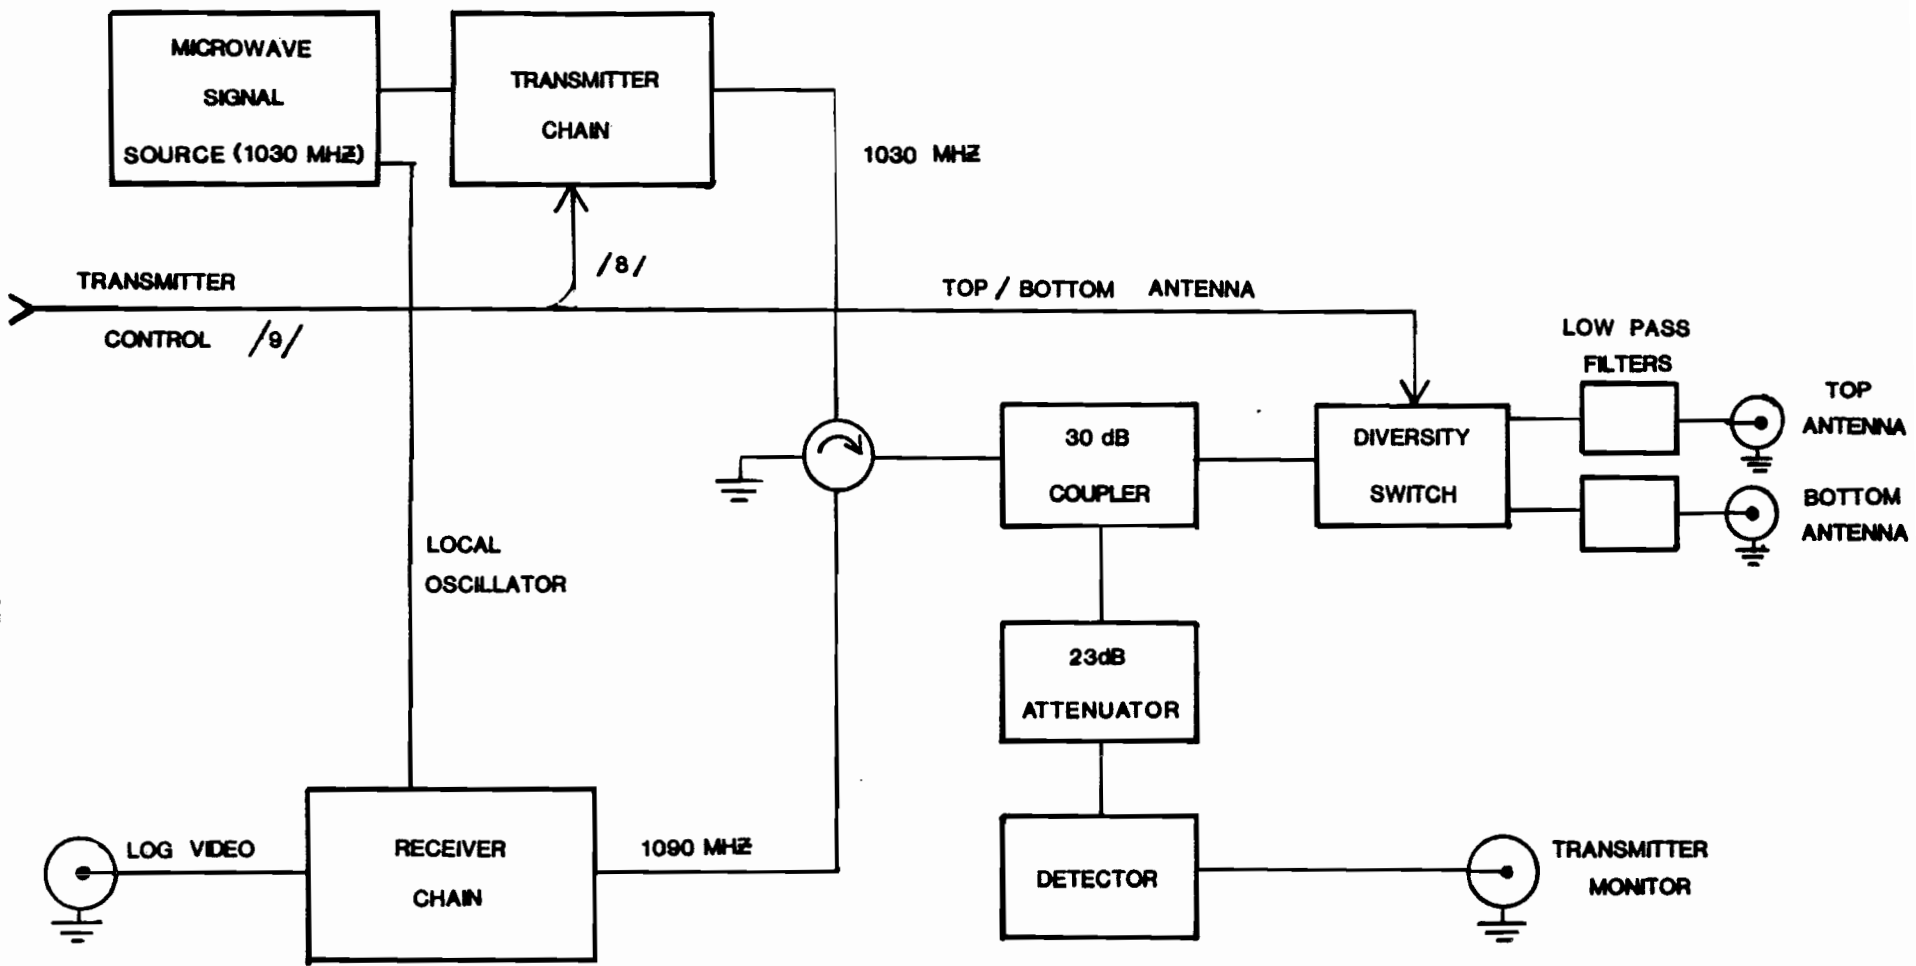 MICROWAVE
SIGNAL
SOURCE (1030 MHZ)
TRANSMITTER
CHAIN
1030 MHZ
/8/
TRANSMITTER
CONTROL /9/
TOP / BOTTOM ANTENNA
LOW PASS
FILTERS
TOP
ANTENNA
30 dB
COUPLER
DIVERSITY
SWITCH
BOTTOM
ANTENNA
LOCAL
OSCILLATOR
23dB
ATTENUATOR
LOG VIDEO
RECEIVER
CHAIN
1090 MHZ
DETECTOR
TRANSMITTER
MONITOR